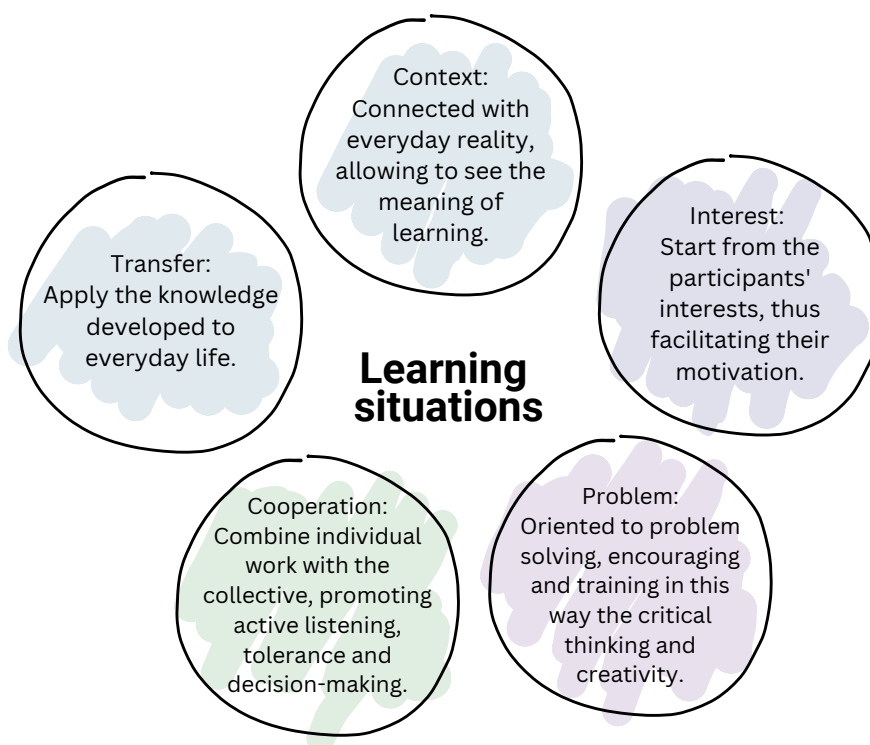 Context:
Connected with
everyday reality,
allowing to see the
meaning of
learning.
Interest:
Start from the
participants'
interests, thus
facilitating their
motivation.
Transfer:
Apply the knowledge
developed to
everyday life.
Learning
situations
Cooperation:
Combine individual
work with the
collective, promoting
active listening,
tolerance and
decision-making.
Problem:
Oriented to problem
solving, encouraging
and training in this
way the critical
thinking and
creativity.